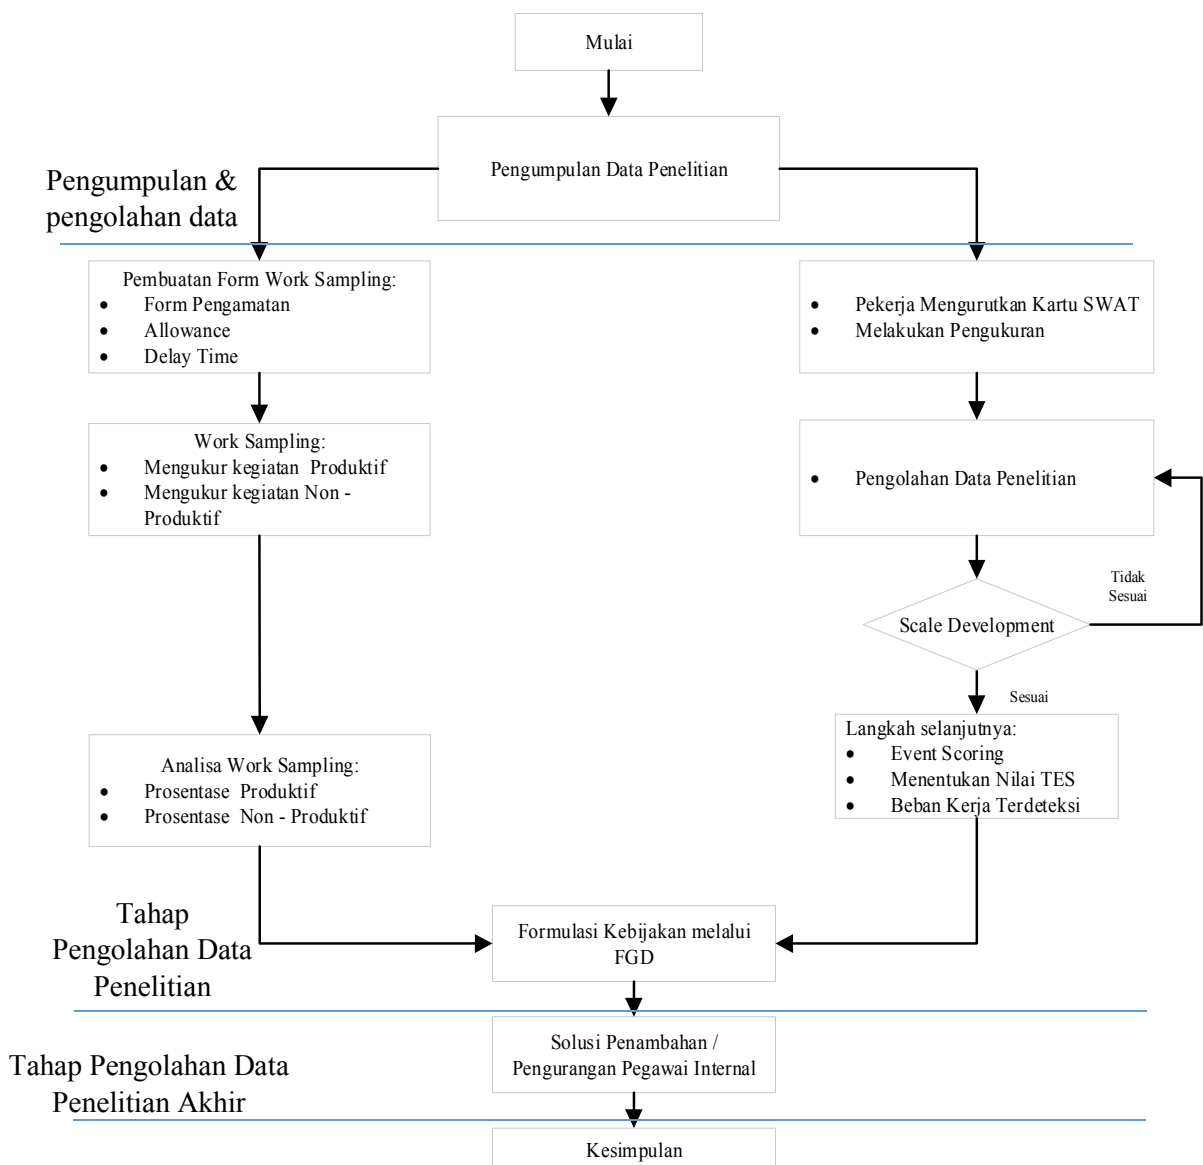 Mulai
Pengumpulan Data Penelitian
Pengumpulan &
pengolahan data
Pembuatan Form Work Sampling:
• Form Pengamatan
• Allowance
• Delay Time
• Pekerja Mengurutkan Kartu SWAT
• Melakukan Pengukuran
Work Sampling:
• Mengukur kegiatan Produktif
• Mengukur kegiatan Non -
Produktif
• Pengolahan Data Penelitian
Tidak
Sesuai
Scale Development
Sesuai
Analisa Work Sampling:
• Prosentase Produktif
• Prosentase Non - Produktif
Langkah selanjutnya:
• Event Scoring
• Menentukan Nilai TES
• Beban Kerja Terdeteksi
Tahap
Pengolahan Data
Penelitian
Formulasi Kebijakan melalui
FGD
Solusi Penambahan /
Pengurangan Pegawai Internal
Tahap Pengolahan Data
Penelitian Akhir
Kesimpulan